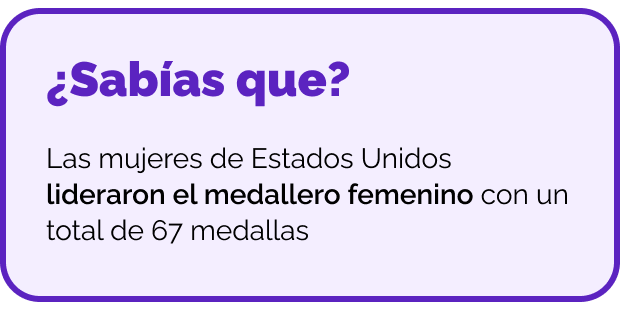 ¿Sabías que?
Las mujeres de Estados Unidos
lideraron el medallero femenino con un
total de 67 medallas